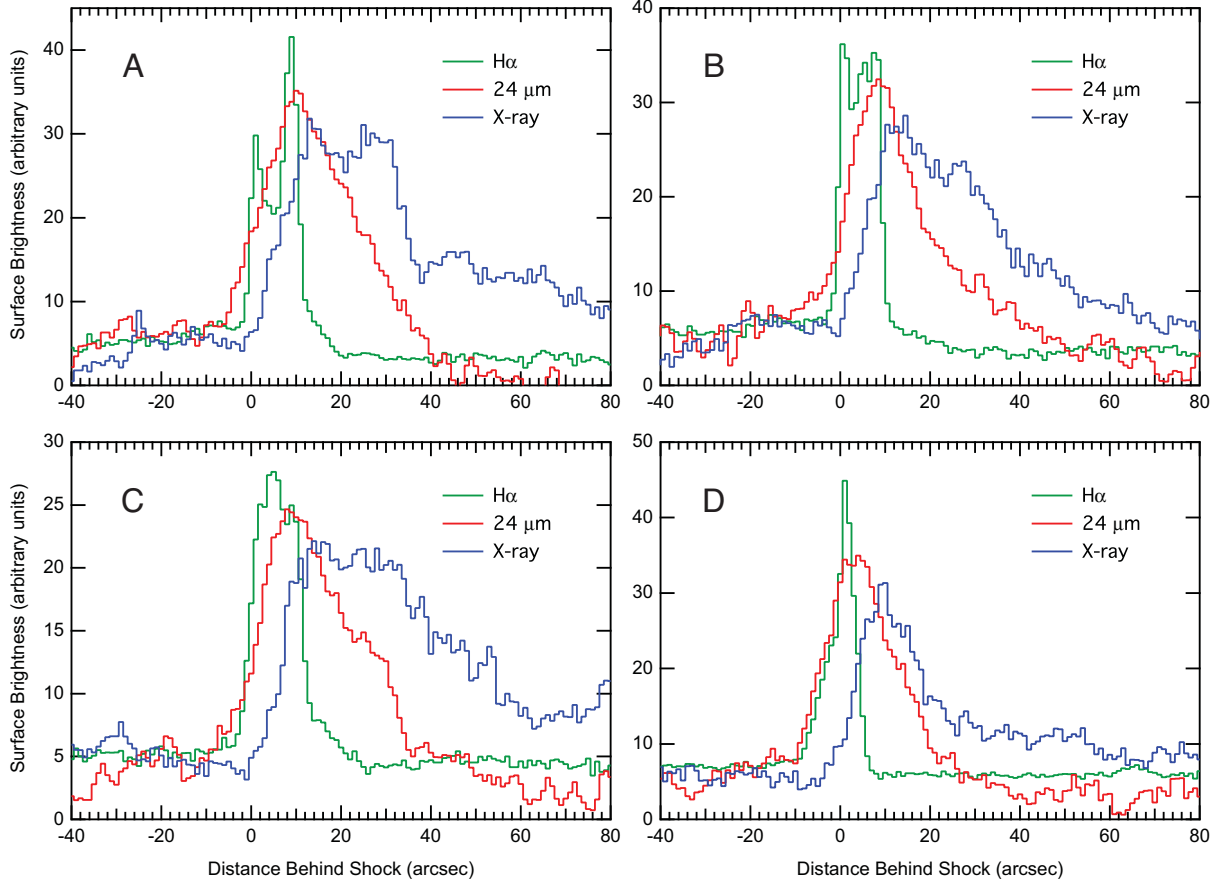 A
Hα
24 μm
X-ray
Surface Brightness (arbitrary units)
40
30
20
10
0
-40 -20 0 20 40 60 80
B
Hα
24 μm
X-ray
40
30
20
10
0
-40 -20 0 20 40 60 80
C
Hα
24 μm
X-ray
Surface Brightness (arbitrary units)
30
25
20
15
10
5
0
-40 -20 0 20 40 60 80
Distance Behind Shock (arcsec)
D
Hα
24 μm
X-ray
50
40
30
20
10
0
-40 -20 0 20 40 60 80
Distance Behind Shock (arcsec)